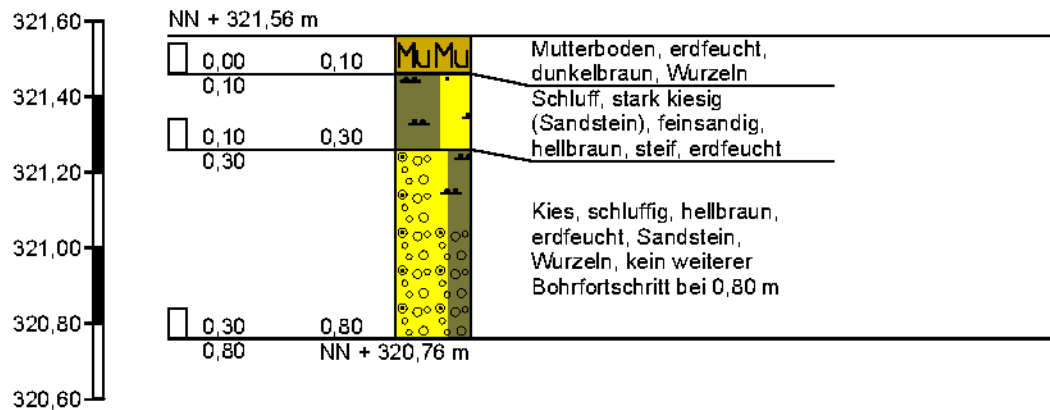 NN + 321,56 m
321,60
321,40
321,20
321,00
320,80
320,60
0,00 0,10
0,10
0,10 0,30
0,30
0,30 0,80
0,80 NN + 320,76 m
Mu Mu
Mutterboden, erdfeucht,
dunkelbraun, Wurzeln
Schluff, stark kiesig
(Sandstein), feinsandig,
hellbraun, steif, erdfeucht
Kies, schluffig, hellbraun,
erdfeucht, Sandstein,
Wurzeln, kein weiterer
Bohrfortschritt bei 0,80 m